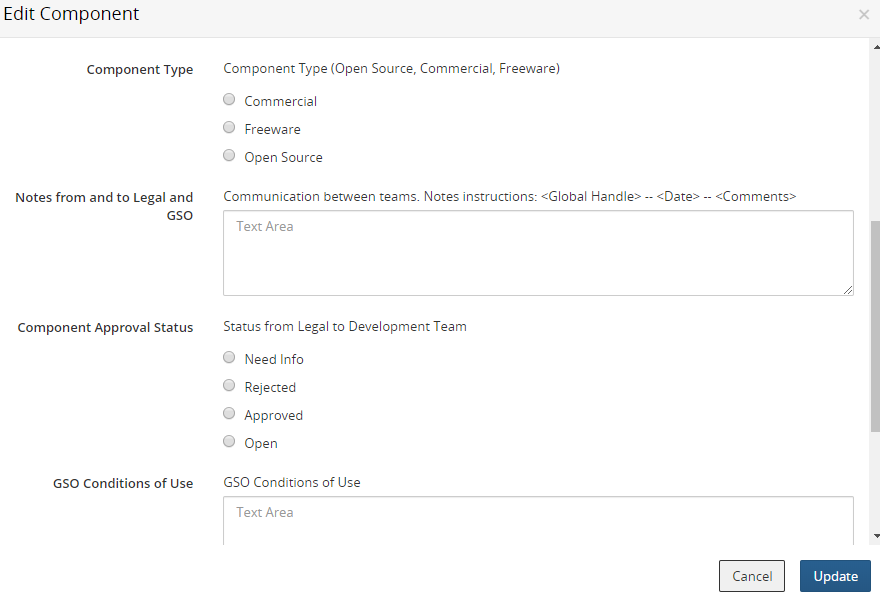 Edit Component
×
Component Type
Component Type (Open Source, Commercial, Freeware)
Commercial
Freeware
Open Source
Notes from and to Legal and
GSO
Communication between teams. Notes instructions: <Global Handle> -- <Date> -- <Comments>
Text Area
Component Approval Status
Status from Legal to Development Team
Need Info
Rejected
Approved
Open
GSO Conditions of Use
GSO Conditions of Use
Text Area
Cancel
Update